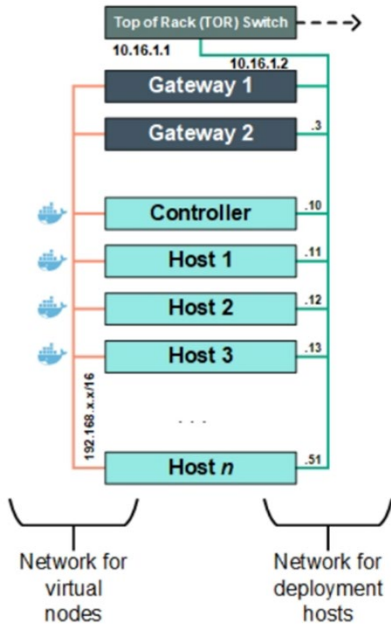 Top of Rack (TOR) Switch
10.16.1.1
10.16.1.2
Gateway 1
Gateway 2
.3
Controller
.10
Host 1
.11
Host 2
.12
Host 3
.13
192.168.x.x/16
. . .
Host n
.51
Network for
virtual
nodes
Network for
deployment
hosts